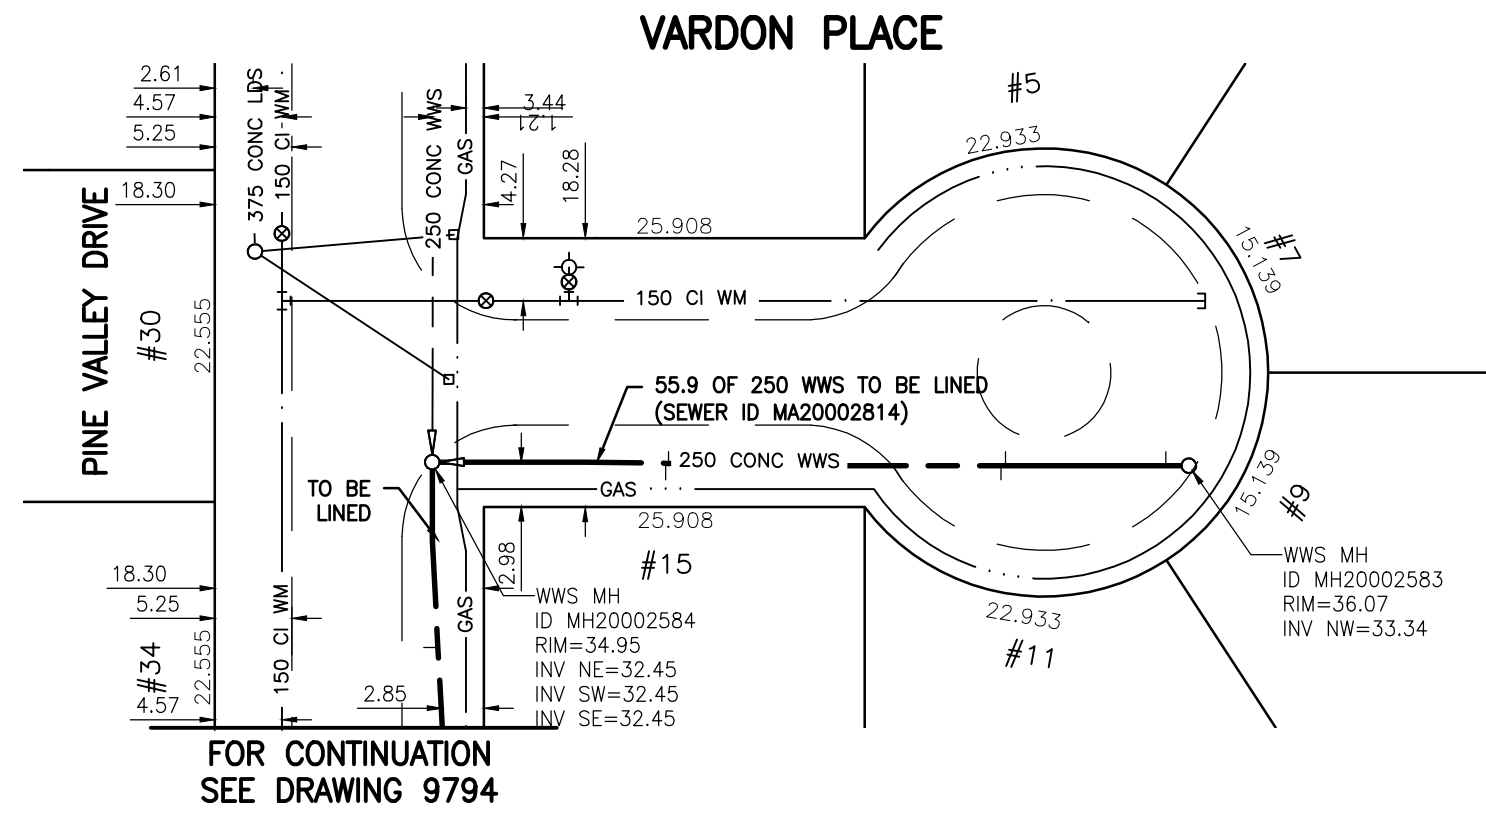 VARDON PLACE
2.61
4.57
5.25
18.30
375 CONC LDS
150 CI WM
250 CONC WWS
GAS
3.44
1.21
4.27
18.28
25.908
#5
22.933
#7
15.139
PINE VALLEY DRIVE
#30
22.555
150 CI WM
55.9 OF 250 WWS TO BE LINED
(SEWER ID MA20002814)
250 CONC WWS
GAS
TO BE
LINED
25.908
#15
2.98
15.139
#9
WWS MH
ID MH20002583
RIM=36.07
INV NW=33.34
22.933
#11
18.30
5.25
#34
22.555
4.57
150 CI WM
GAS
2.85
WWS MH
ID MH20002584
RIM=34.95
INV NE=32.45
INV SW=32.45
INV SE=32.45
FOR CONTINUATION
SEE DRAWING 9794